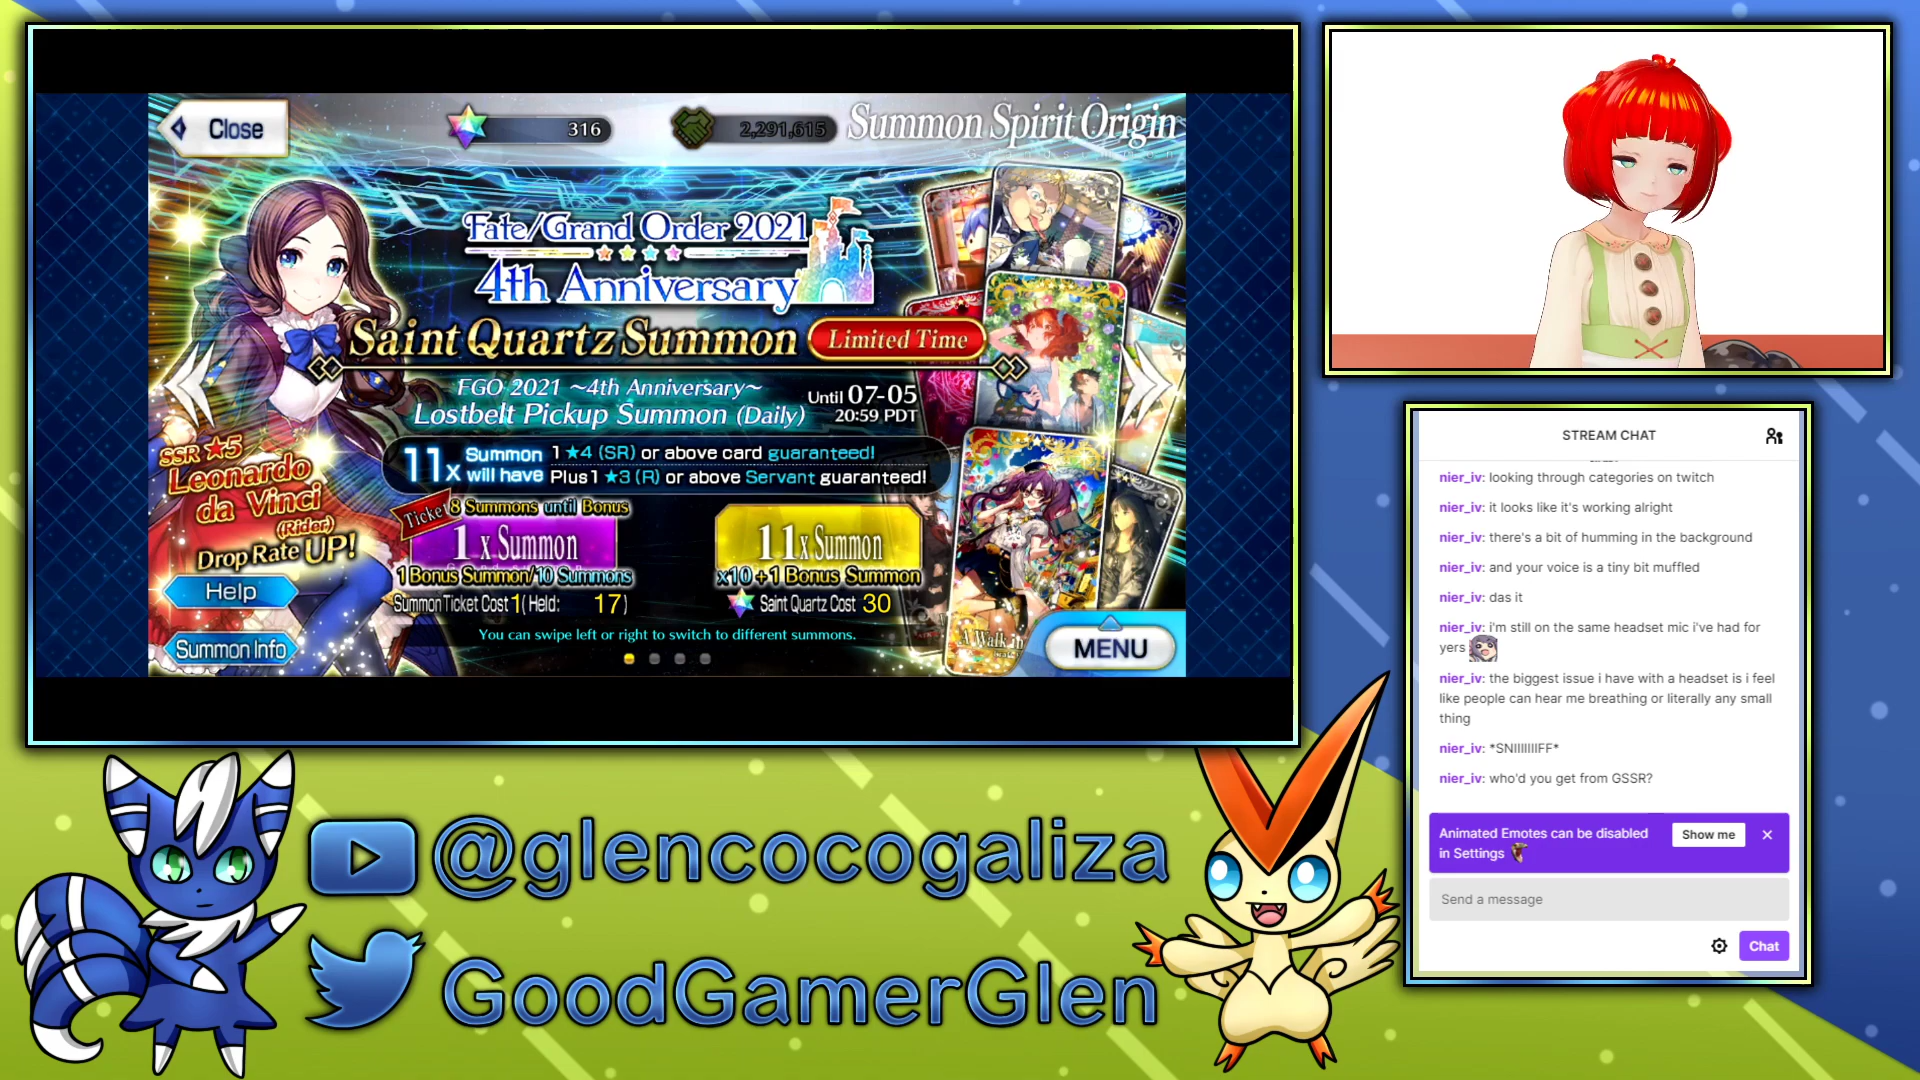 Close
316
2,291,615
Summon Spirit Origin
Fate/Grand Order 2021
4th Anniversary
Saint Quartz Summon
Limited Time
FGO 2021 ~4th Anniversary~
Lostbelt Pickup Summon (Daily)
Until 07-05
20:59 PDT
11x Summon will have
1 ★4 (SR) or above card guaranteed!
Plus 1 ★3 (R) or above Servant guaranteed!
SSR ★5
Leonardo
da Vinci
(Rider)
Drop Rate UP!
Ticket
8 Summons until Bonus
1 x Summon
1 Bonus Summon/10 Summons
Summon Ticket Cost 1 (Held: 17)
11x Summon
x10+1 Bonus Summon
Saint Quartz Cost 30
Help
Summon Info
You can swipe left or right to switch to different summons.
A Walk in
MENU
STREAM CHAT
nier_iv: looking through categories on twitch
nier_iv: it looks like it's working alright
nier_iv: there's a bit of humming in the background
nier_iv: and your voice is a tiny bit muffled
nier_iv: das it
nier_iv: i'm still on the same headset mic i've had for
yers
nier_iv: the biggest issue i have with a headset is i feel
like people can hear me breathing or literally any small
thing
nier_iv: *SNIIIIIIIFF*
nier_iv: who'd you get from GSSR?
Animated Emotes can be disabled
in Settings
Show me
Send a message
Chat
@glencocogaliza
GoodGamerGlen